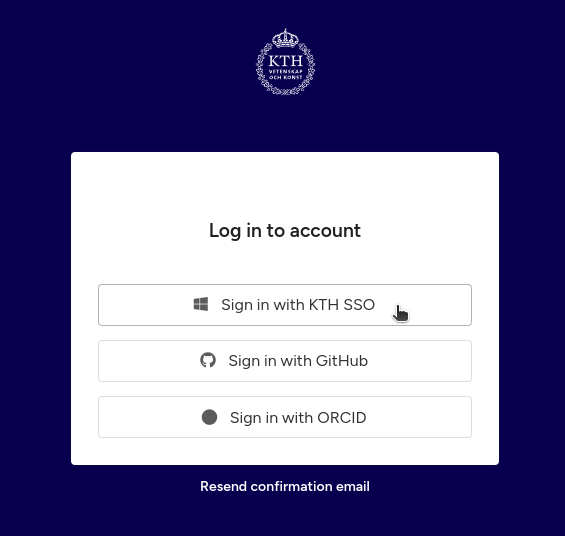 KTH
VETENSKAP
OCH KONST
Log in to account
Sign in with KTH SSO
Sign in with GitHub
Sign in with ORCID
Resend confirmation email